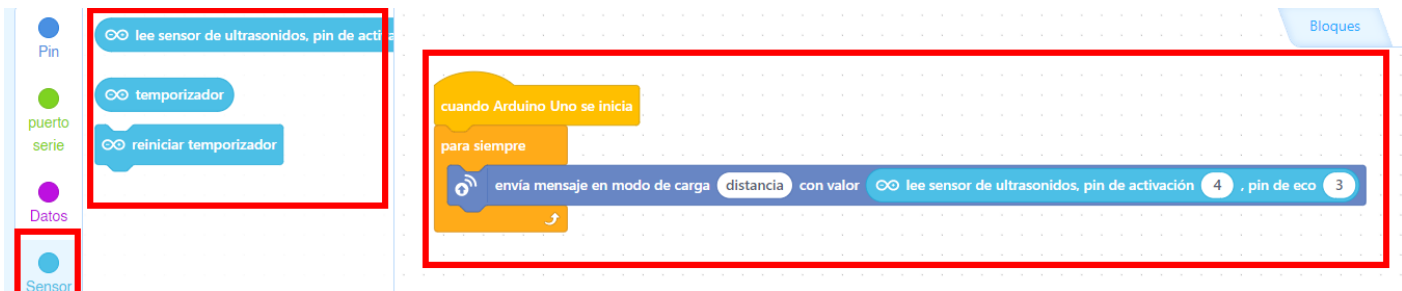 Pin
puerto
serie
Datos
Sensor
lee sensor de ultrasonidos, pin de
temporizador
reiniciar temporizador
Bloques
cuando Arduino Uno se inicia
para siempre
envía mensaje en modo de carga distancia con valor lee sensor de ultrasonidos, pin de activación 4 , pin de eco 3